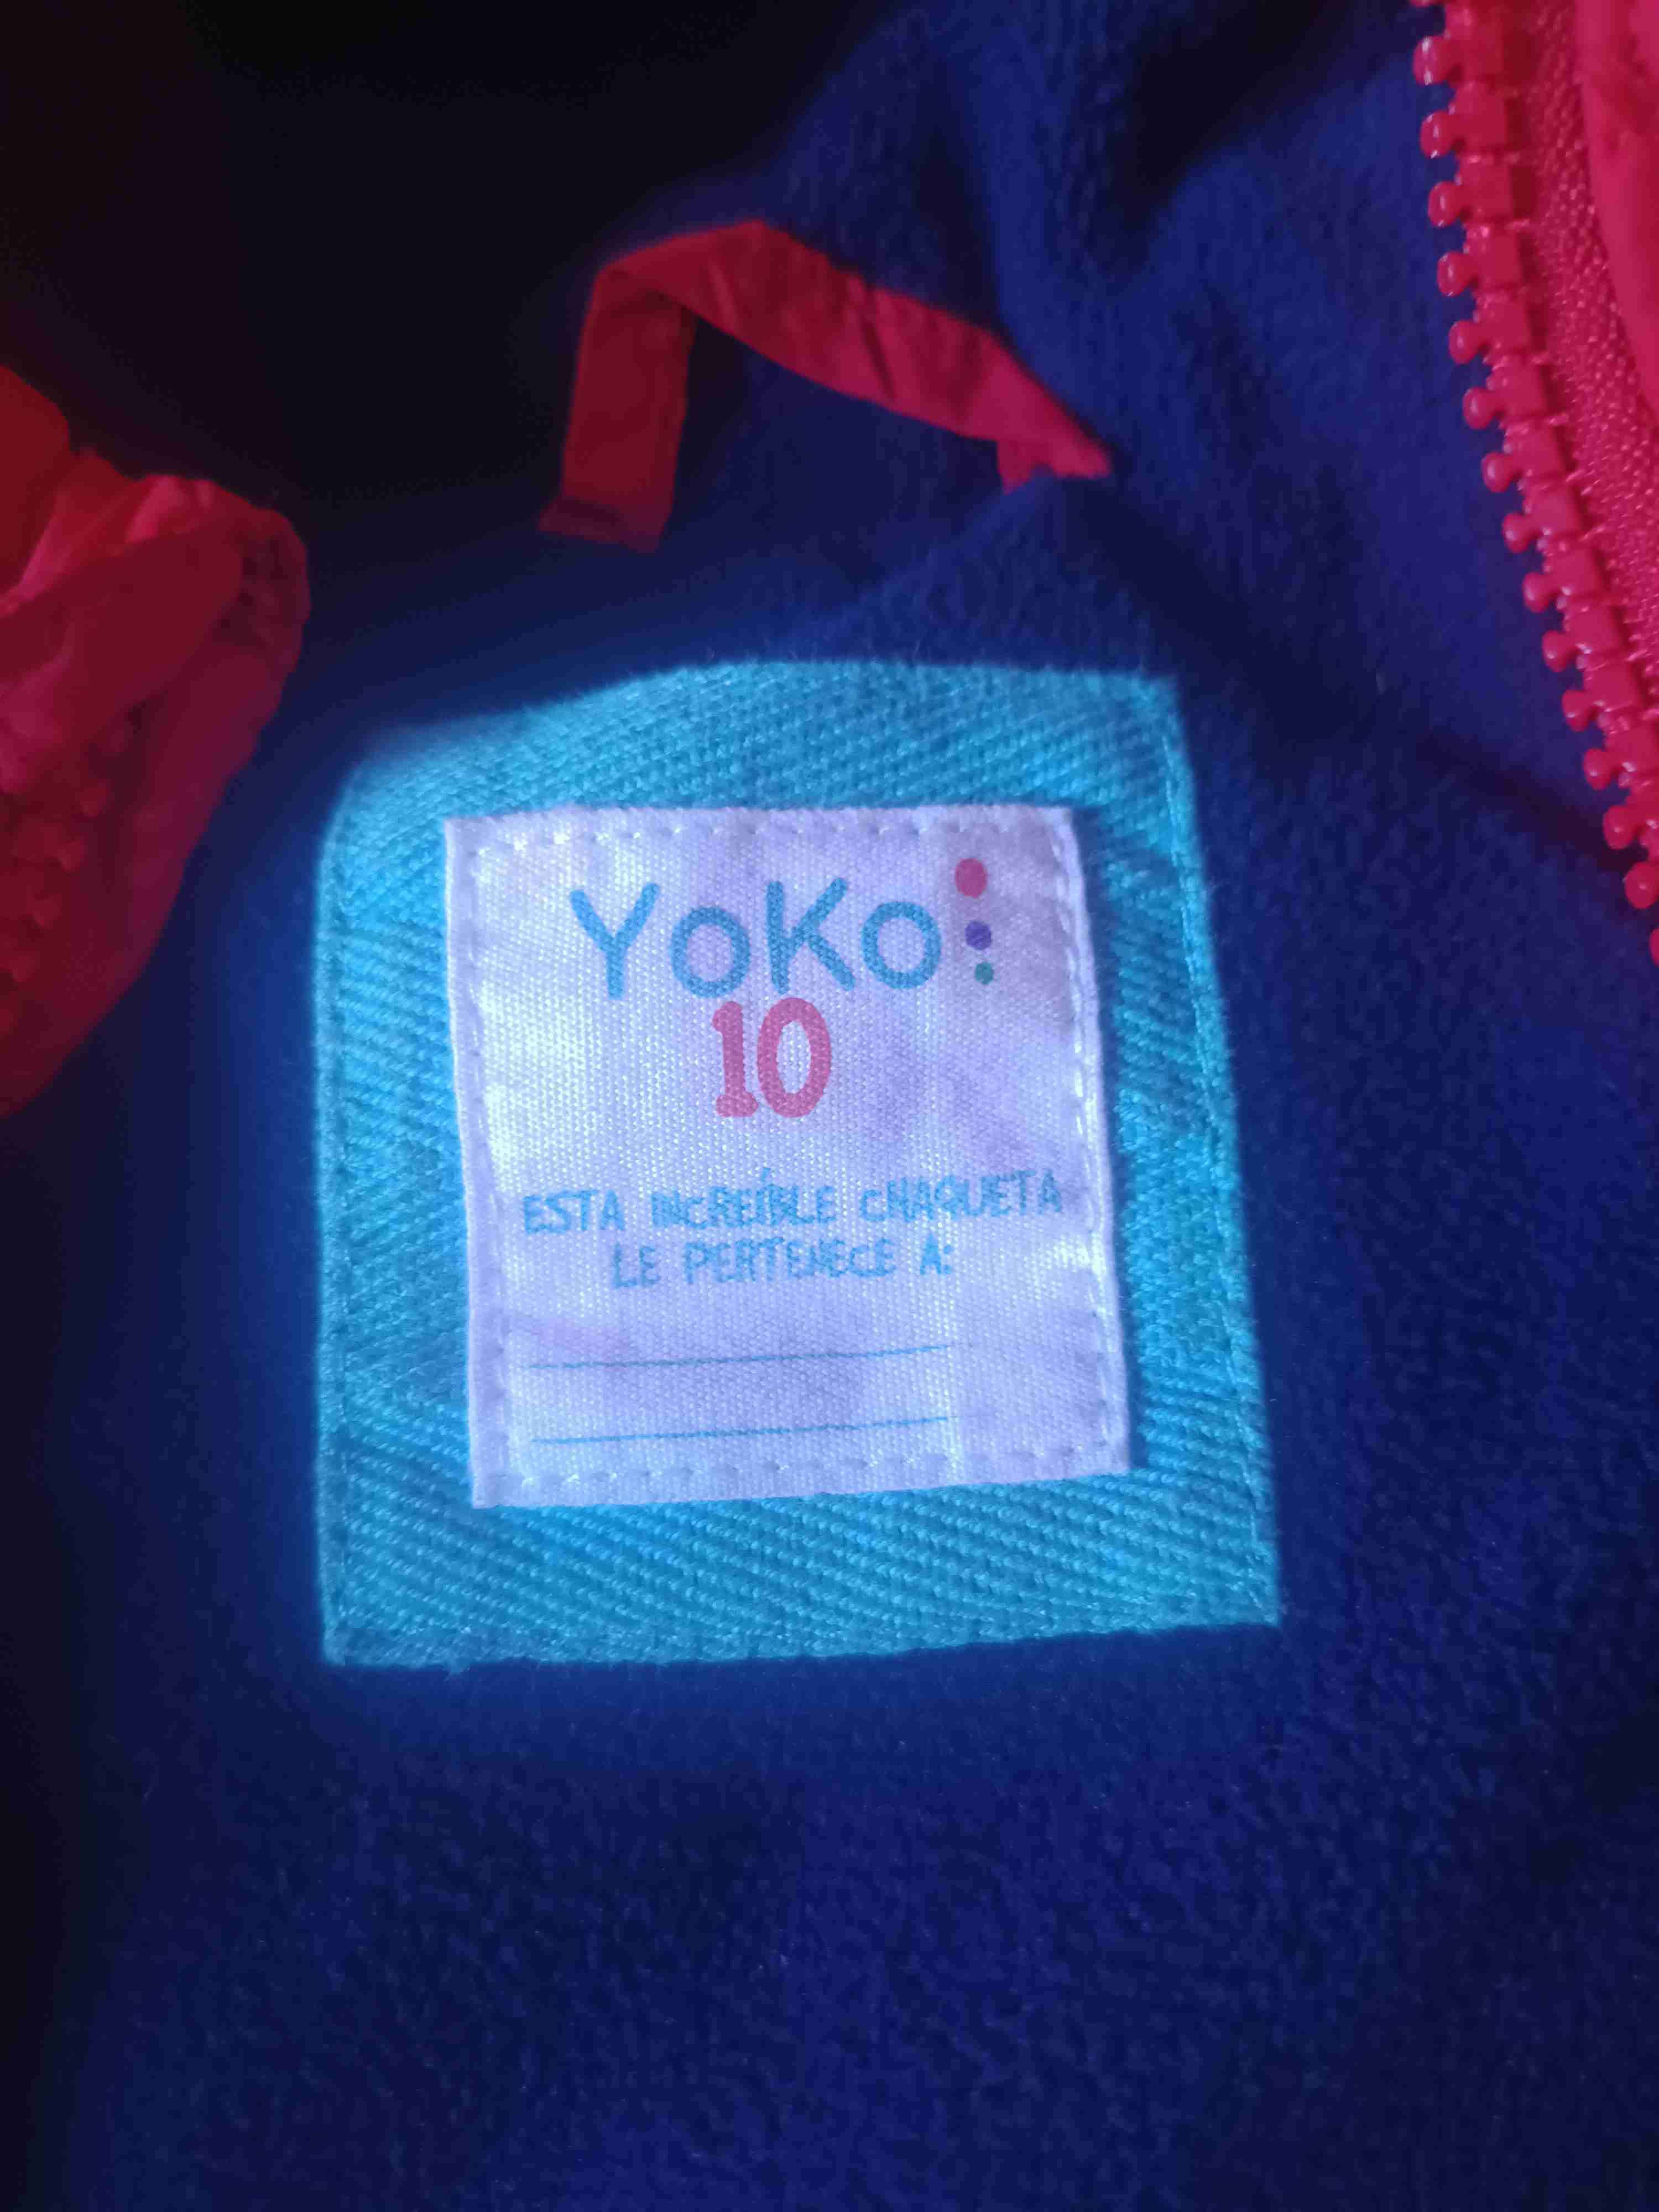 YoKo
10
ESTA INCREÍBLE CHAQUETA
LE PERTENECE A: